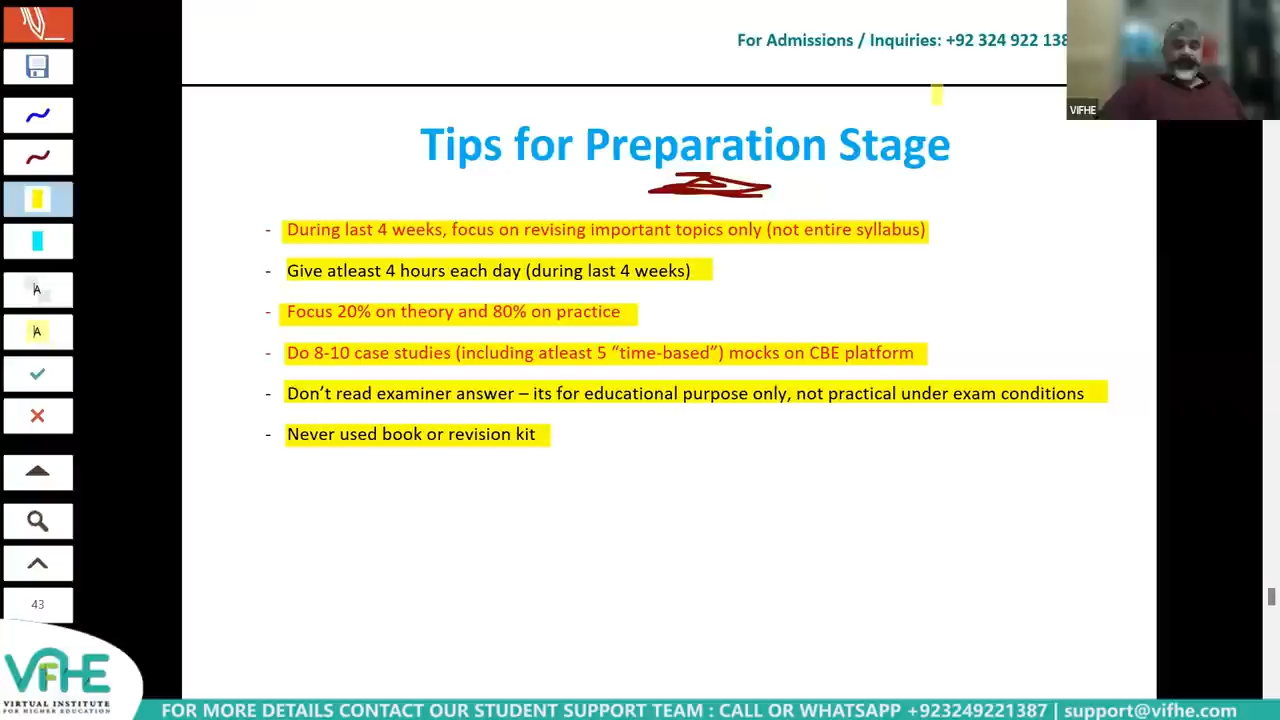 For Admissions / Inquiries: +92 324 922 138
VIFHE
Tips for Preparation Stage
- During last 4 weeks, focus on revising important topics only (not entire syllabus)
- Give atleast 4 hours each day (during last 4 weeks)
- Focus 20% on theory and 80% on practice
- Do 8-10 case studies (including atleast 5 “time-based”) mocks on CBE platform
- Don’t read examiner answer – its for educational purpose only, not practical under exam conditions
- Never used book or revision kit
A
A
43
VIFHE
VIRTUAL INSTITUTE
FOR HIGHER EDUCATION
FOR MORE DETAILS CONTACT OUR STUDENT SUPPORT TEAM : CALL OR WHATSAPP +923249221387 | support@vifhe.com